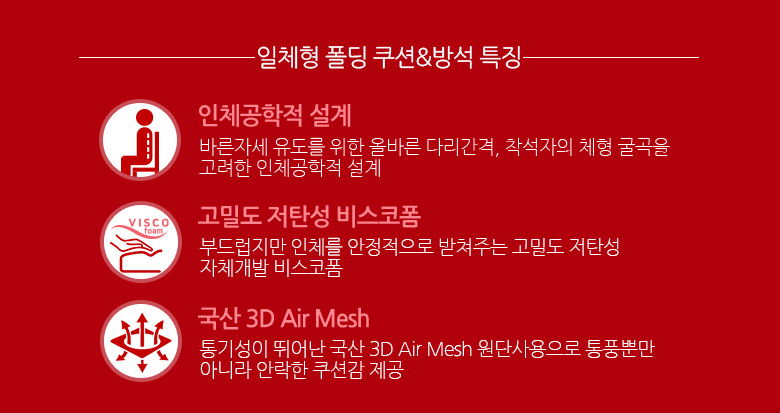 일체형 폴딩 쿠션&방석 특징
인체공학적 설계
바른자세 유도를 위한 올바른 다리간격, 착석자의 체형 굴곡을
고려한 인체공학적 설계
VISCO
foam
고밀도 저탄성 비스코폼
부드럽지만 인체를 안정적으로 받쳐주는 고밀도 저탄성
자체개발 비스코폼
국산 3D Air Mesh
통기성이 뛰어난 국산 3D Air Mesh 원단사용으로 통풍뿐만
아니라 안락한 쿠션감 제공